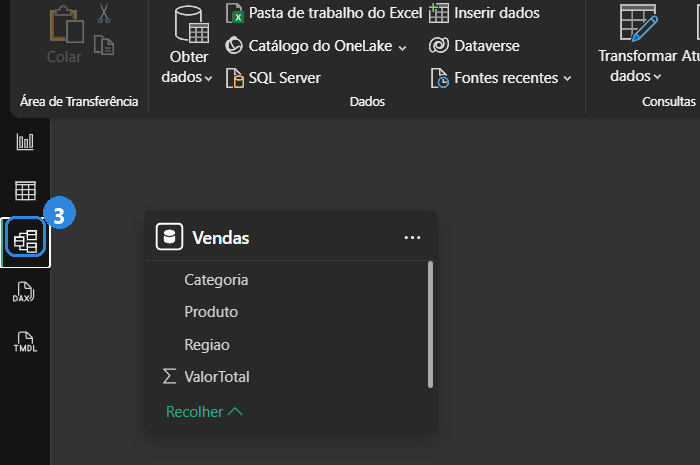 Colar
Área de Transferência
Obter dados
Pasta de trabalho do Excel
Catálogo do OneLake
SQL Server
Inserir dados
Dataverse
Fontes recentes
Dados
Transformar dados
Atu
Consultas
3
DAX
TMDL
Vendas
...
Categoria
Produto
Regiao
∑ ValorTotal
Recolher